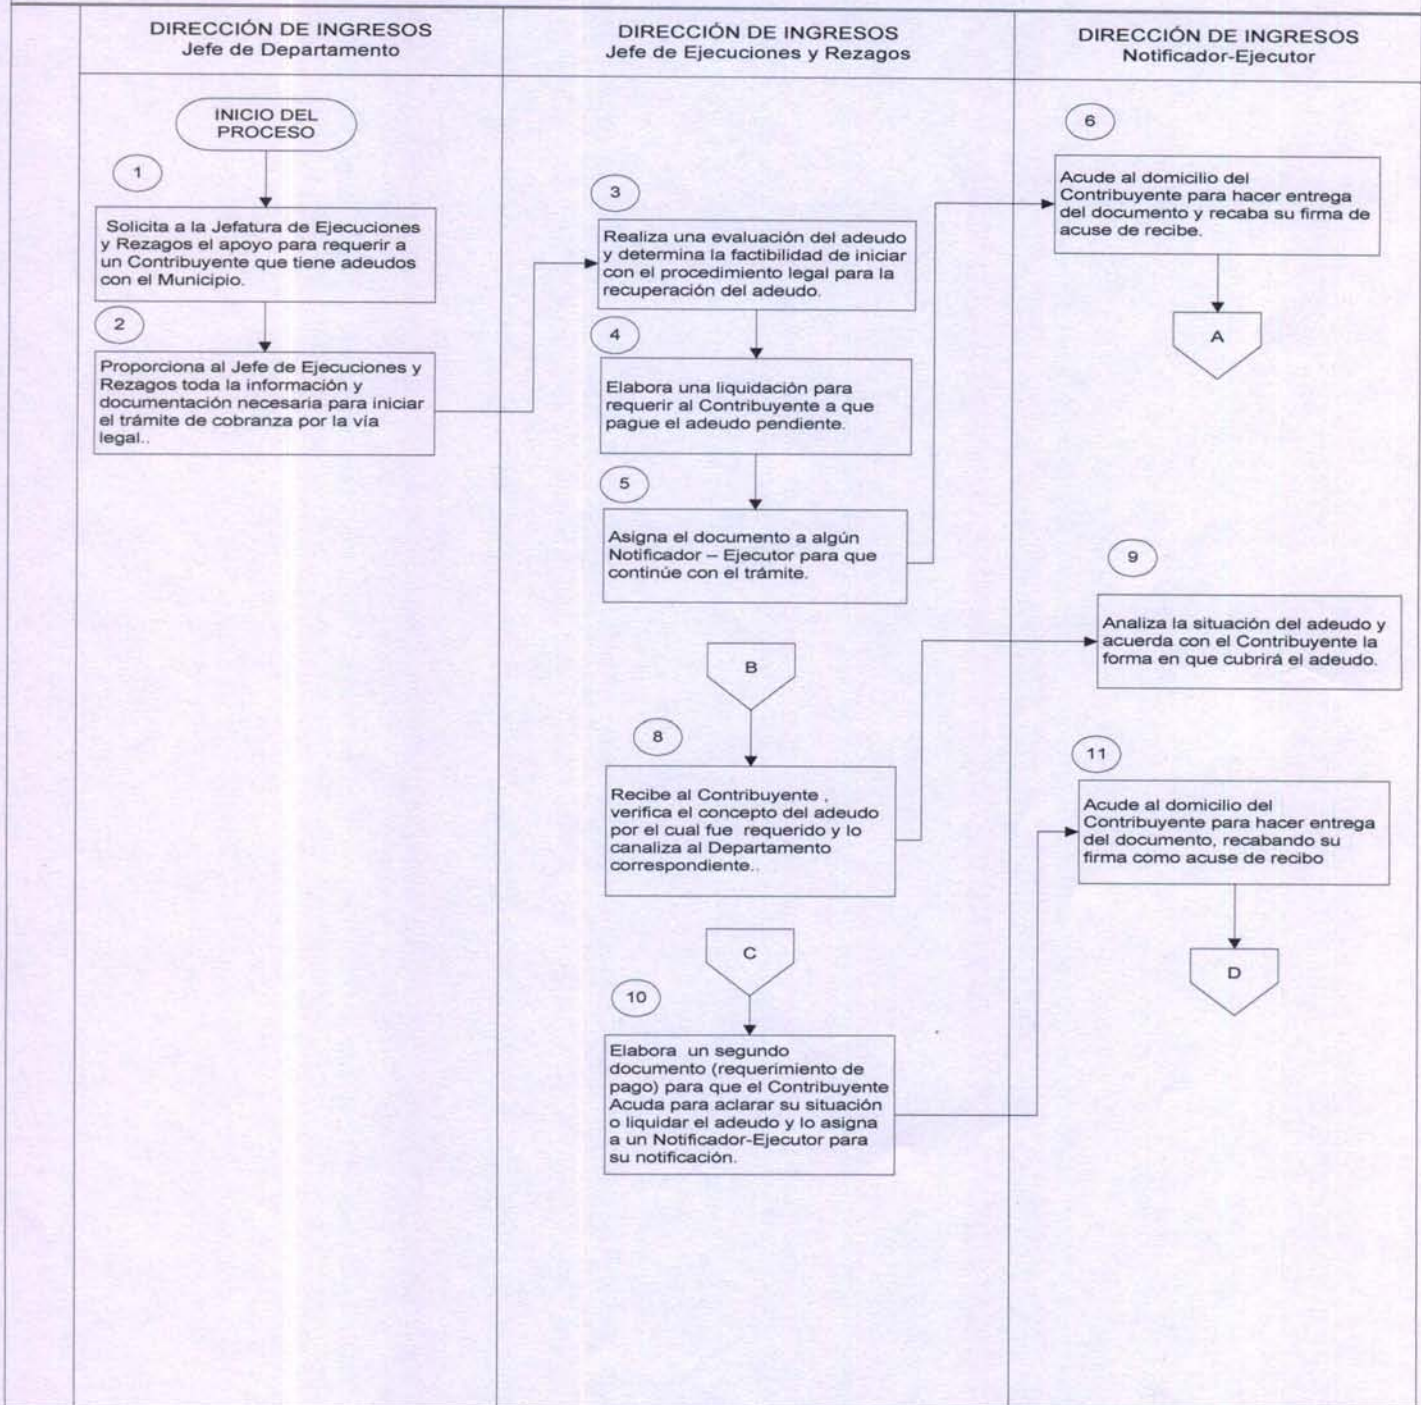 DIRECCIÓN DE INGRESOS
Jefe de Departamento
DIRECCIÓN DE INGRESOS
Jefe de Ejecuciones y Rezagos
DIRECCIÓN DE INGRESOS
Notificador-Ejecutor
INICIO DEL
PROCESO
1
Solicita a la Jefatura de Ejecuciones
y Rezagos el apoyo para requerir a
un Contribuyente que tiene adeudos
con el Municipio.
2
Proporciona al Jefe de Ejecuciones y
Rezagos toda la información y
documentación necesaria para iniciar
el trámite de cobranza por la vía
legal..
3
Realiza una evaluación del adeudo
y determina la factibilidad de iniciar
con el procedimiento legal para la
recuperación del adeudo.
4
Elabora una liquidación para
requerir al Contribuyente a que
pague el adeudo pendiente.
5
Asigna el documento a algún
Notificador – Ejecutor para que
continúe con el trámite.
6
Acude al domicilio del
Contribuyente para hacer entrega
del documento y recaba su firma de
acuse de recibe.
A
B
8
Recibe al Contribuyente ,
verifica el concepto del adeudo
por el cual fue requerido y lo
canaliza al Departamento
correspondiente..
9
Analiza la situación del adeudo y
acuerda con el Contribuyente la
forma en que cubrirá el adeudo.
C
10
Elabora un segundo
documento (requerimiento de
pago) para que el Contribuyente
Acuda para aclarar su situación
o liquidar el adeudo y lo asigna
a un Notificador-Ejecutor para
su notificación.
11
Acude al domicilio del
Contribuyente para hacer entrega
del documento, recabando su
firma como acuse de recibo
D